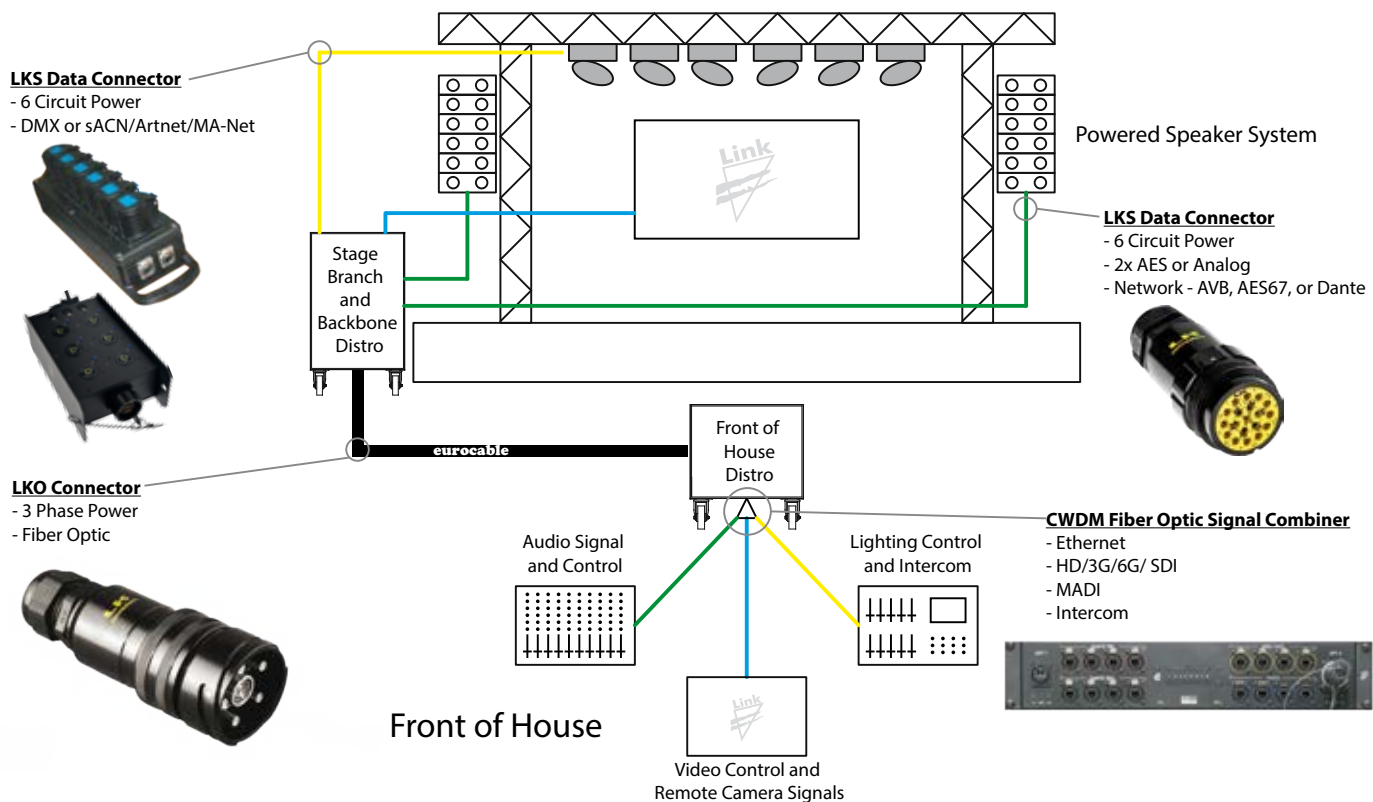 LKS Data Connector
- 6 Circuit Power
- DMX or sACN/Artnet/MA-Net
Link
Powered Speaker System
LKS Data Connector
- 6 Circuit Power
- 2x AES or Analog
- Network - AVB, AES67, or Dante
Stage
Branch
and
Backbone
Distro
eurocable
Front of
House
Distro
LKO Connector
- 3 Phase Power
- Fiber Optic
CWDM Fiber Optic Signal Combiner
- Ethernet
- HD/3G/6G/ SDI
- MADI
- Intercom
Audio Signal
and Control
Lighting Control
and Intercom
Link
Front of House
Video Control and
Remote Camera Signals